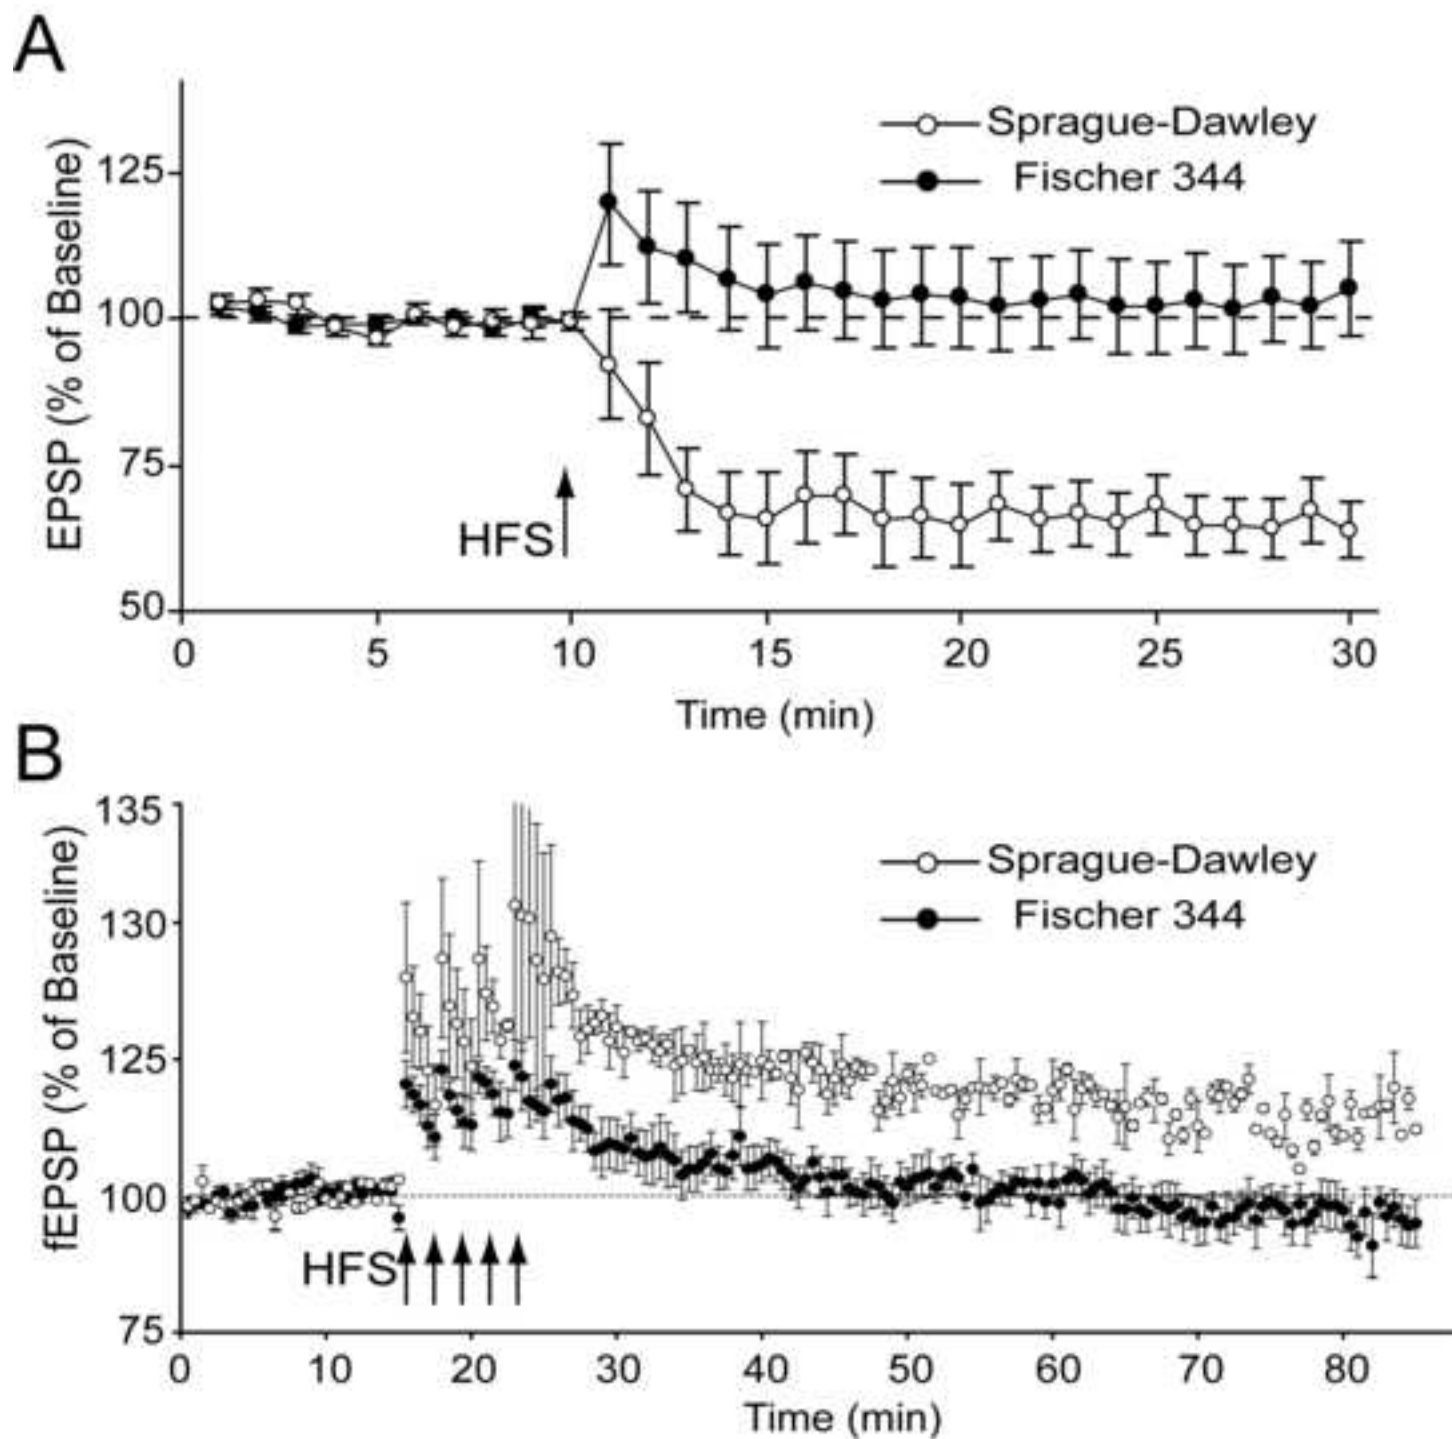 A
Sprague-Dawley
Fischer 344
EPSP (% of Baseline)
125
100
75
50
HFS
0 5 10 15 20 25 30
Time (min)
B
Sprague-Dawley
Fischer 344
fEPSP (% of Baseline)
135
130
125
100
75
HFS
0 10 20 30 40 50 60 70 80
Time (min)